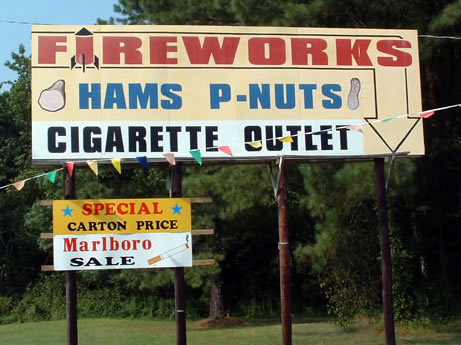 FIREWORKS
HAMS P-NUTS
CIGARETTE OUTLET
SPECIAL
CARTON PRICE
Marlboro
SALE